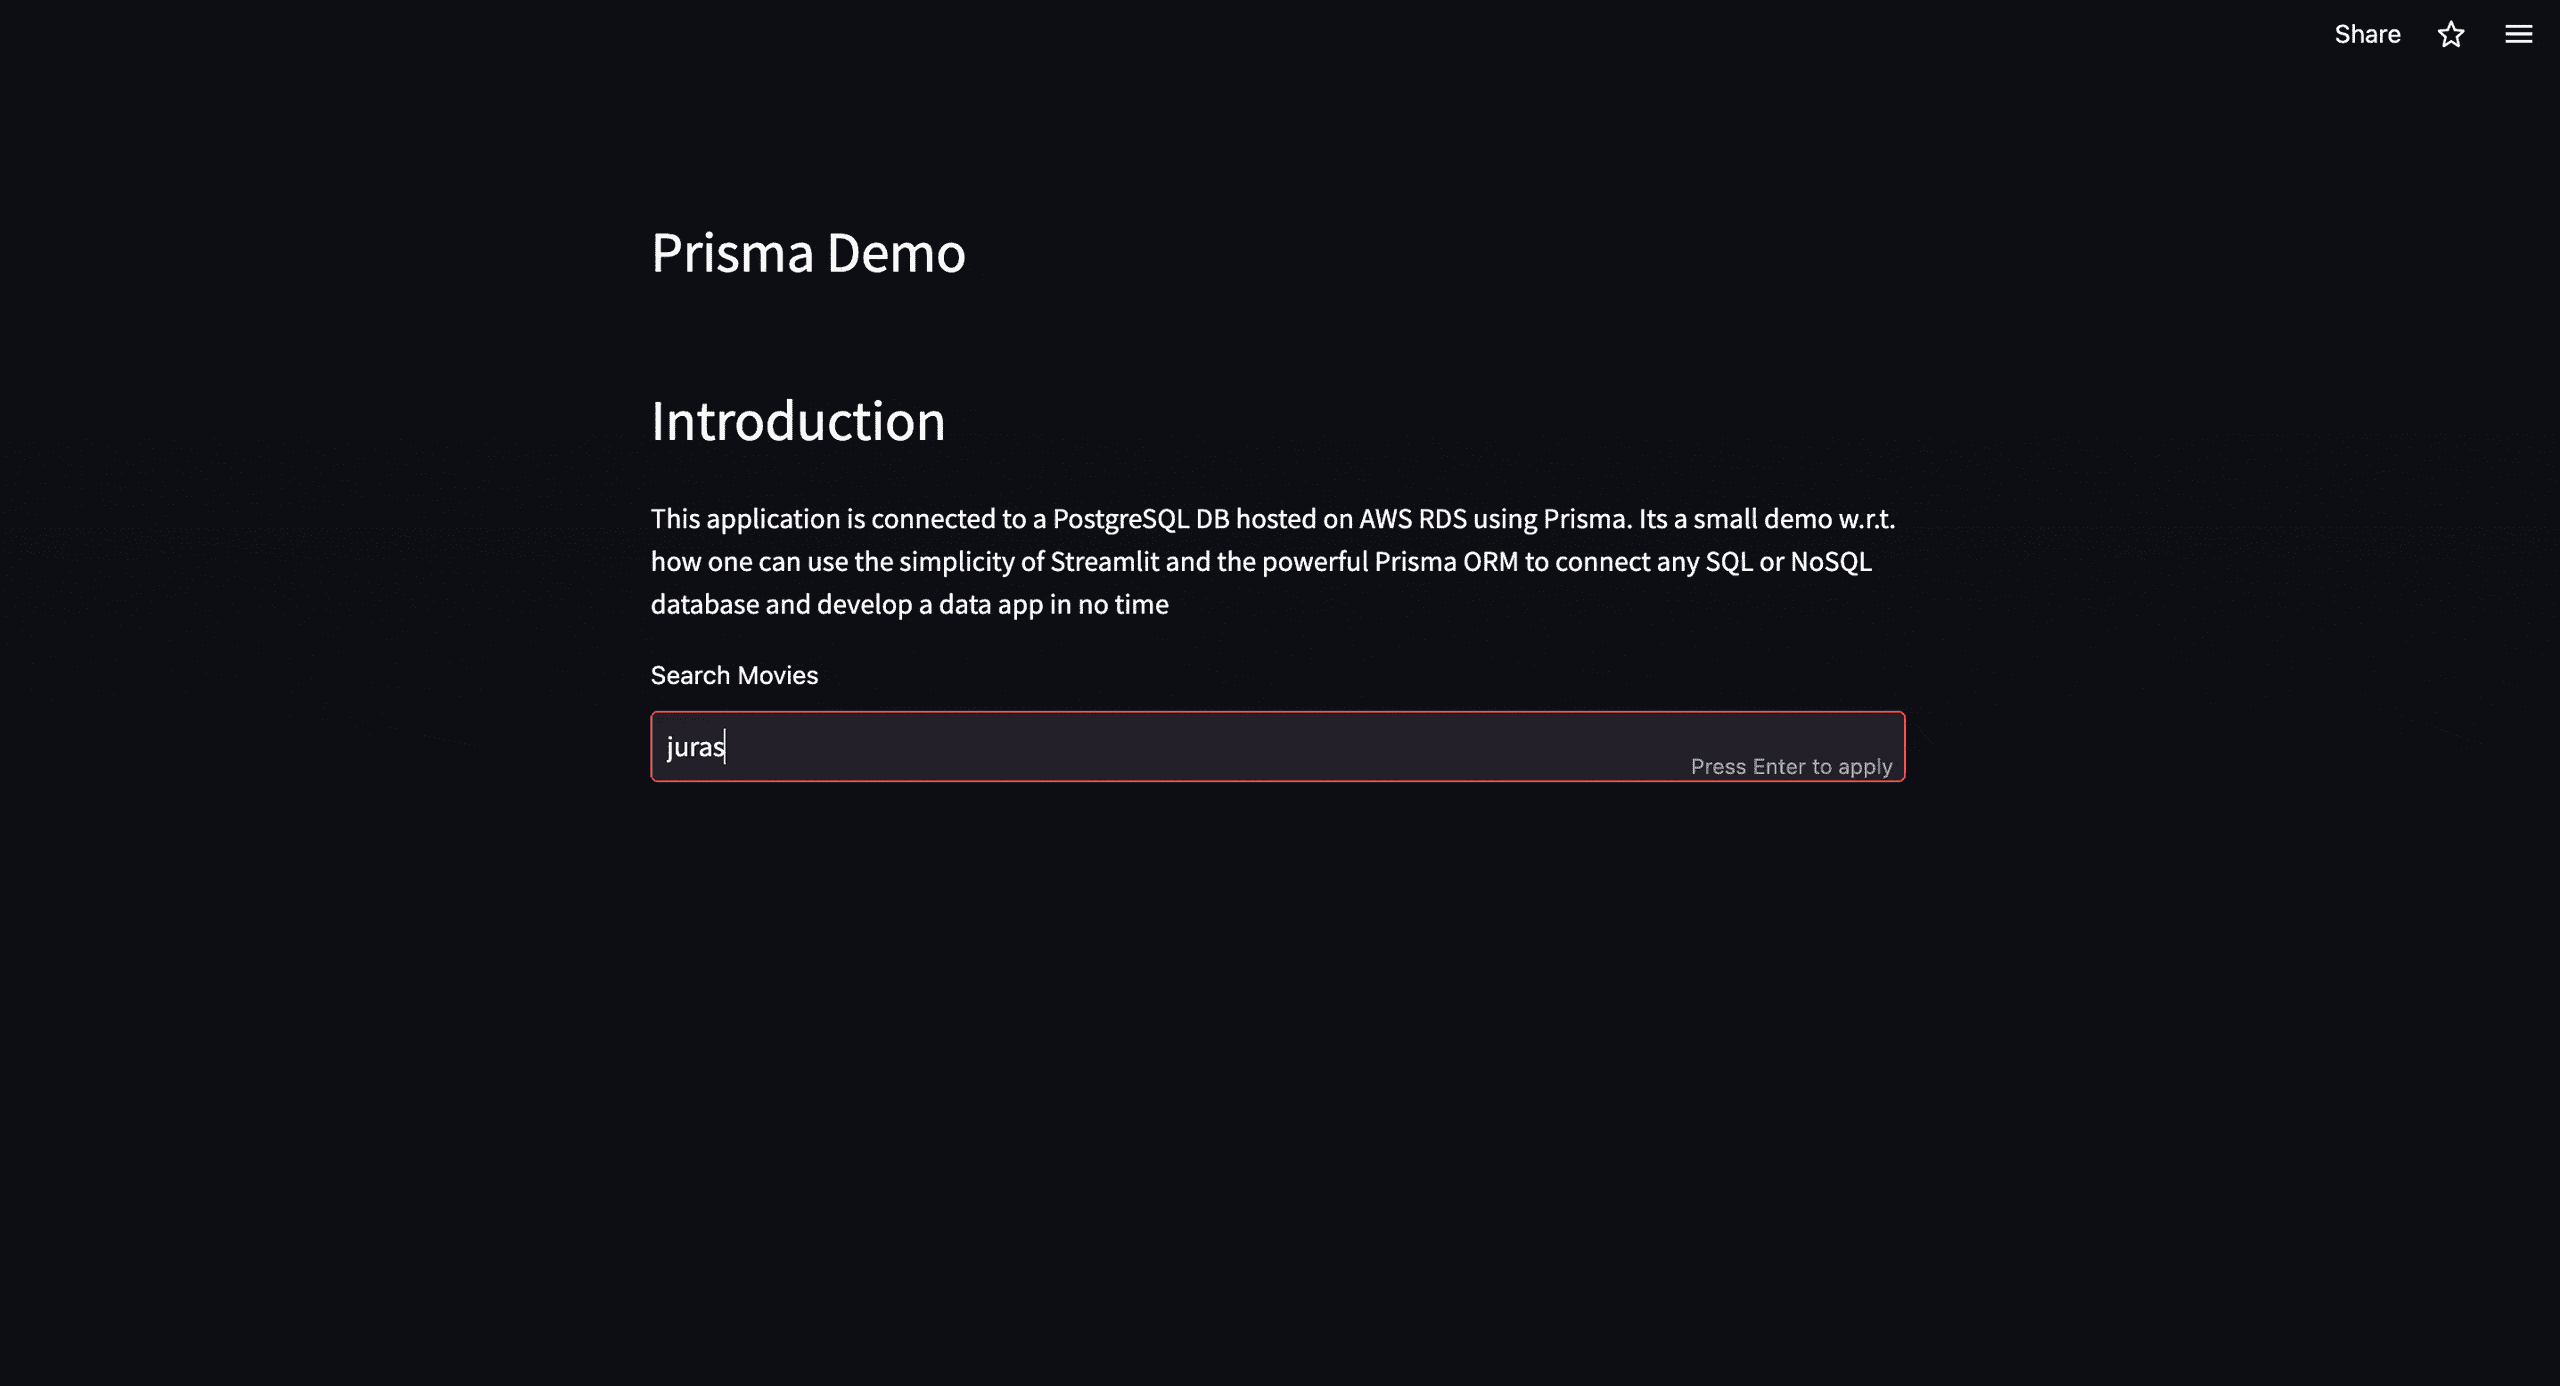 Share
Prisma Demo
Introduction
This application is connected to a PostgreSQL DB hosted on AWS RDS using Prisma. Its a small demo w.r.t.
how one can use the simplicity of Streamlit and the powerful Prisma ORM to connect any SQL or NoSQL
database and develop a data app in no time
Search Movies
juras
Press Enter to apply